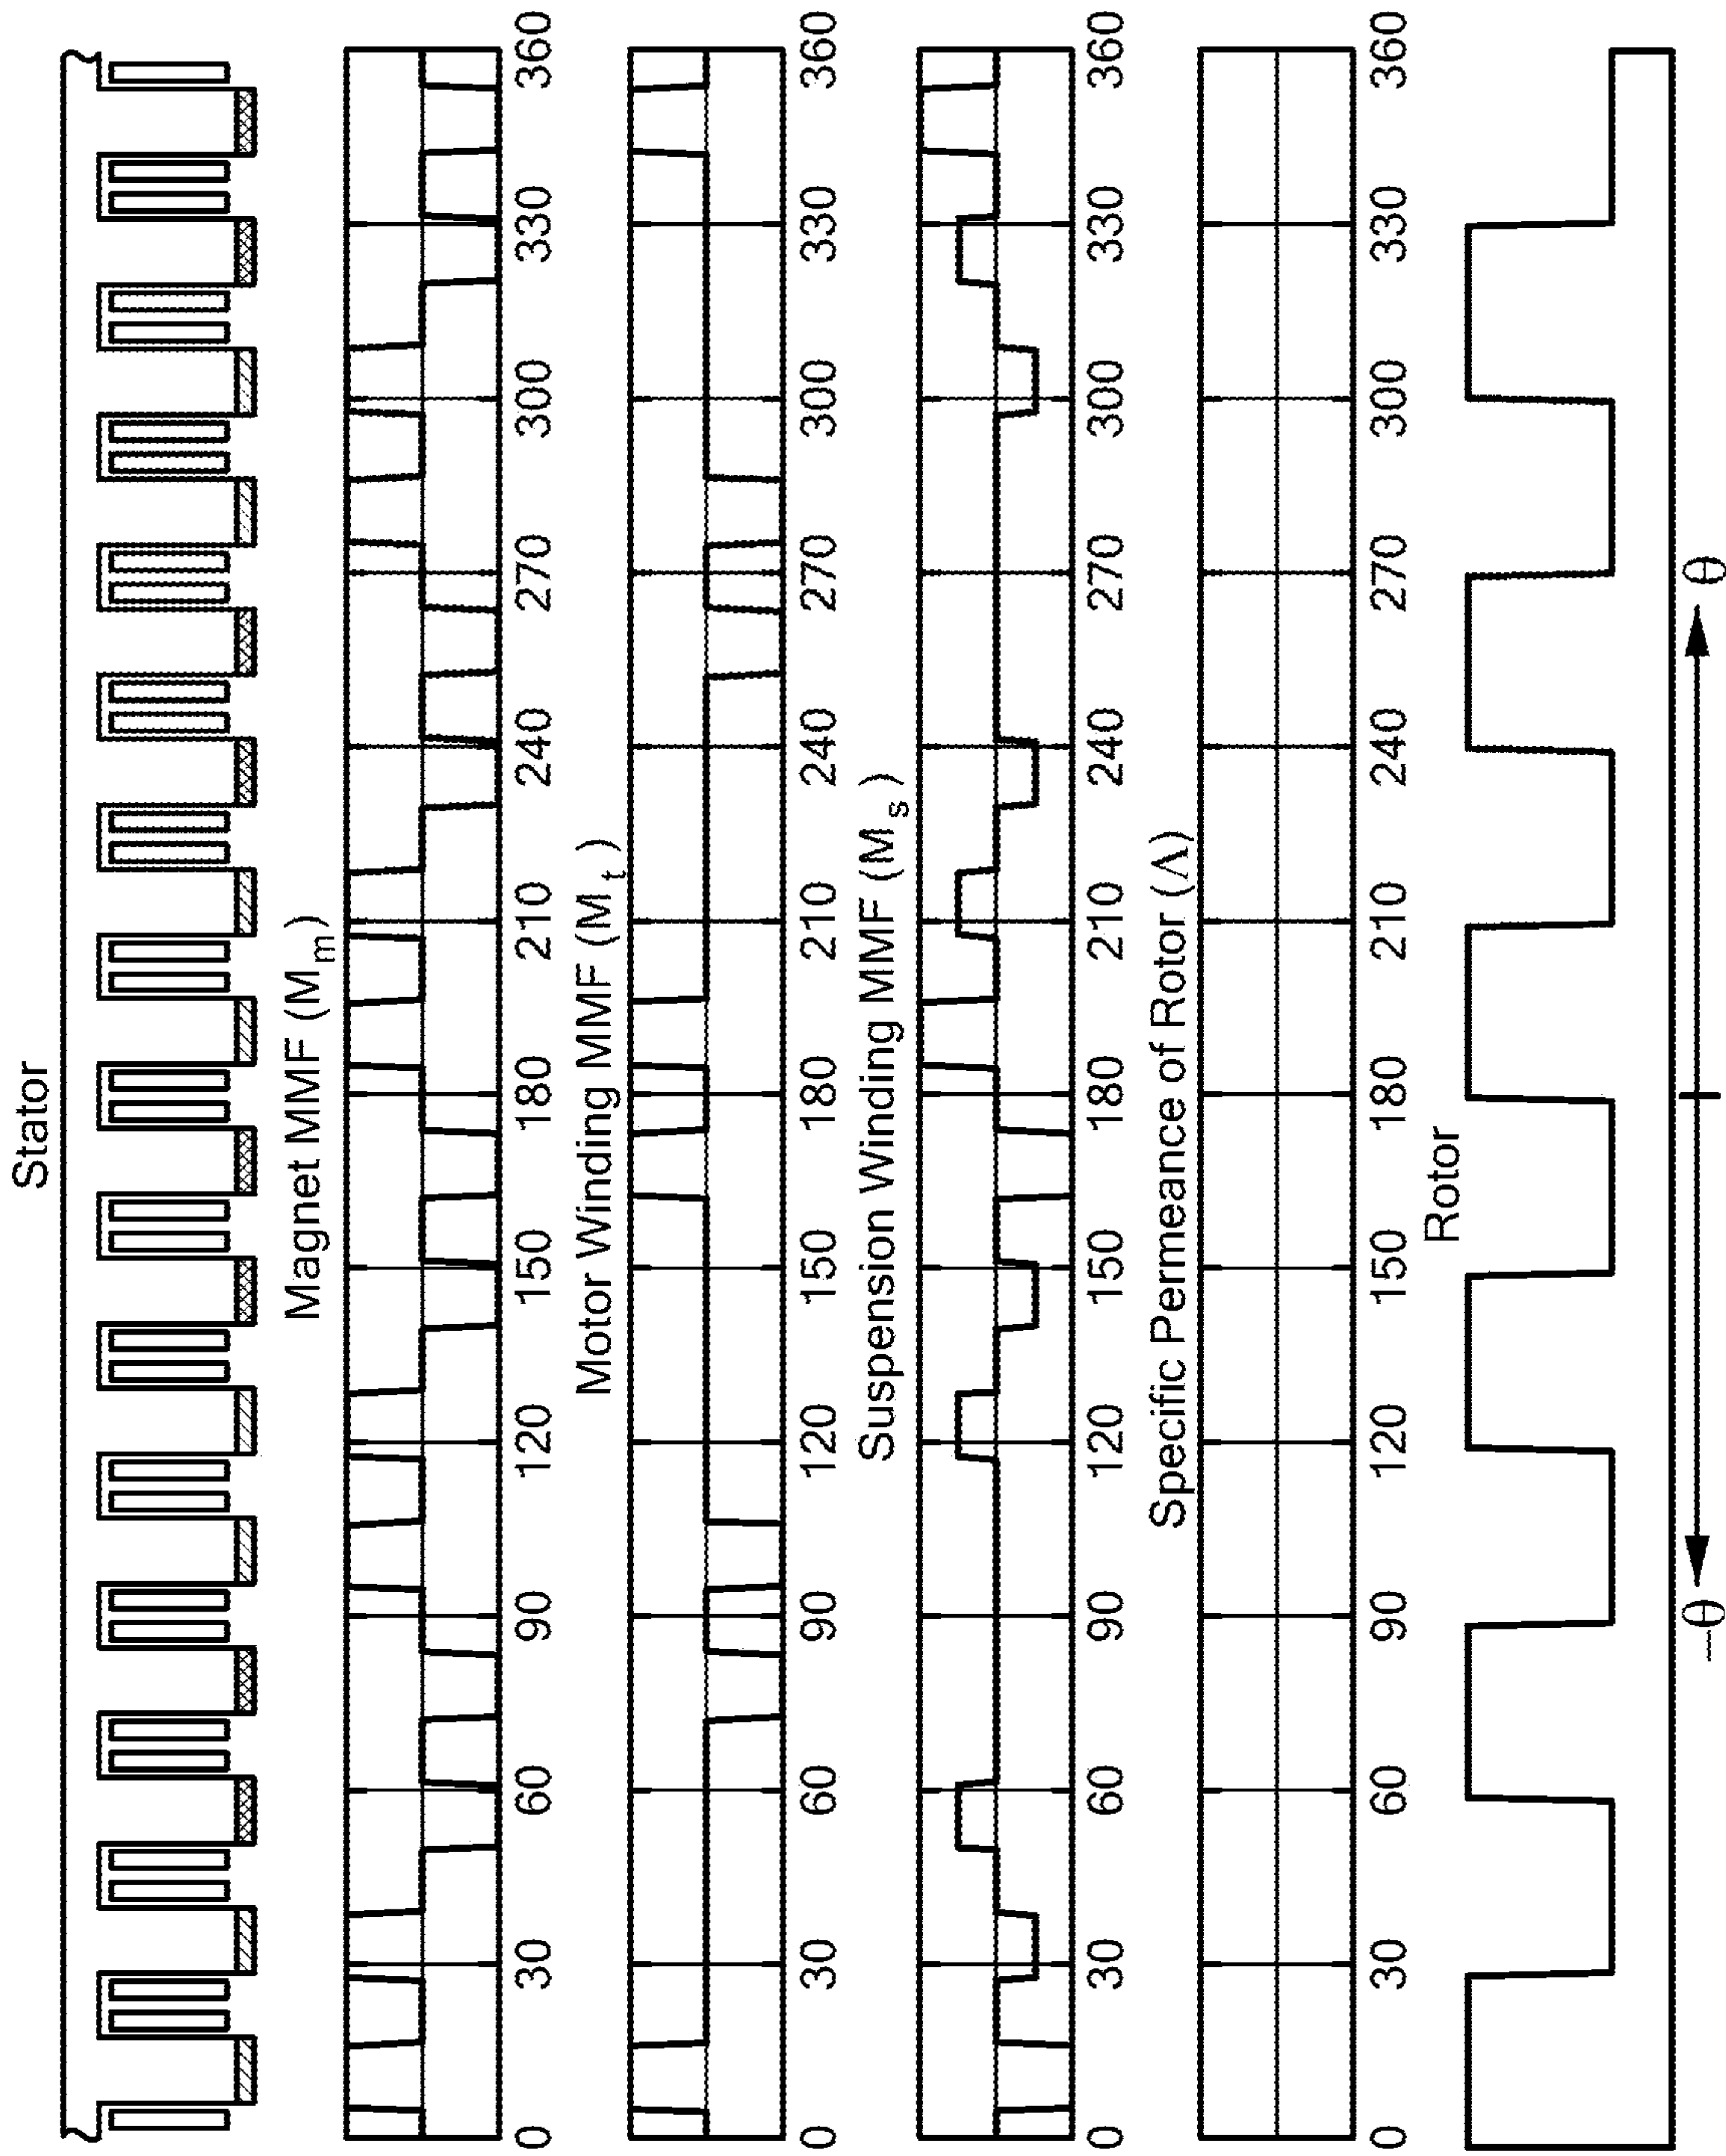 Stator
Magnet MMF (Mm)
0 30 60 90 120 150 180 210 240 270 300 330 360
Motor Winding MMF (Mt)
0 30 60 90 120 150 180 210 240 270 300 330 360
Suspension Winding MMF (Ms)
0 30 60 90 120 150 180 210 240 270 300 330 360
Specific Permeance of Rotor (Λ)
0 30 60 90 120 150 180 210 240 270 300 330 360
Rotor
-θ θ